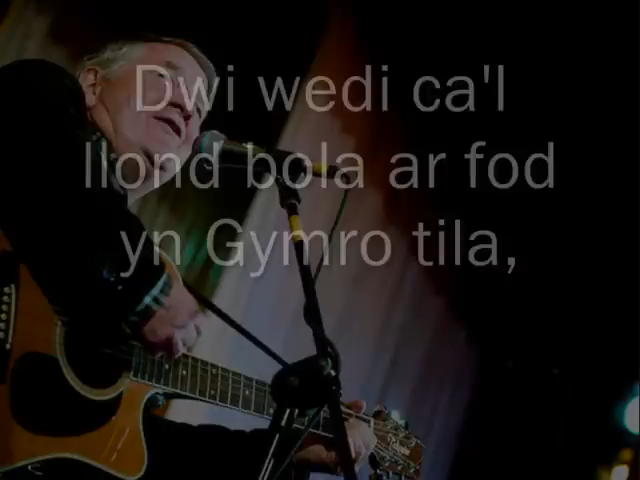 Dwi wedi ca'l
llond bola ar fod
yn Gymro tila,